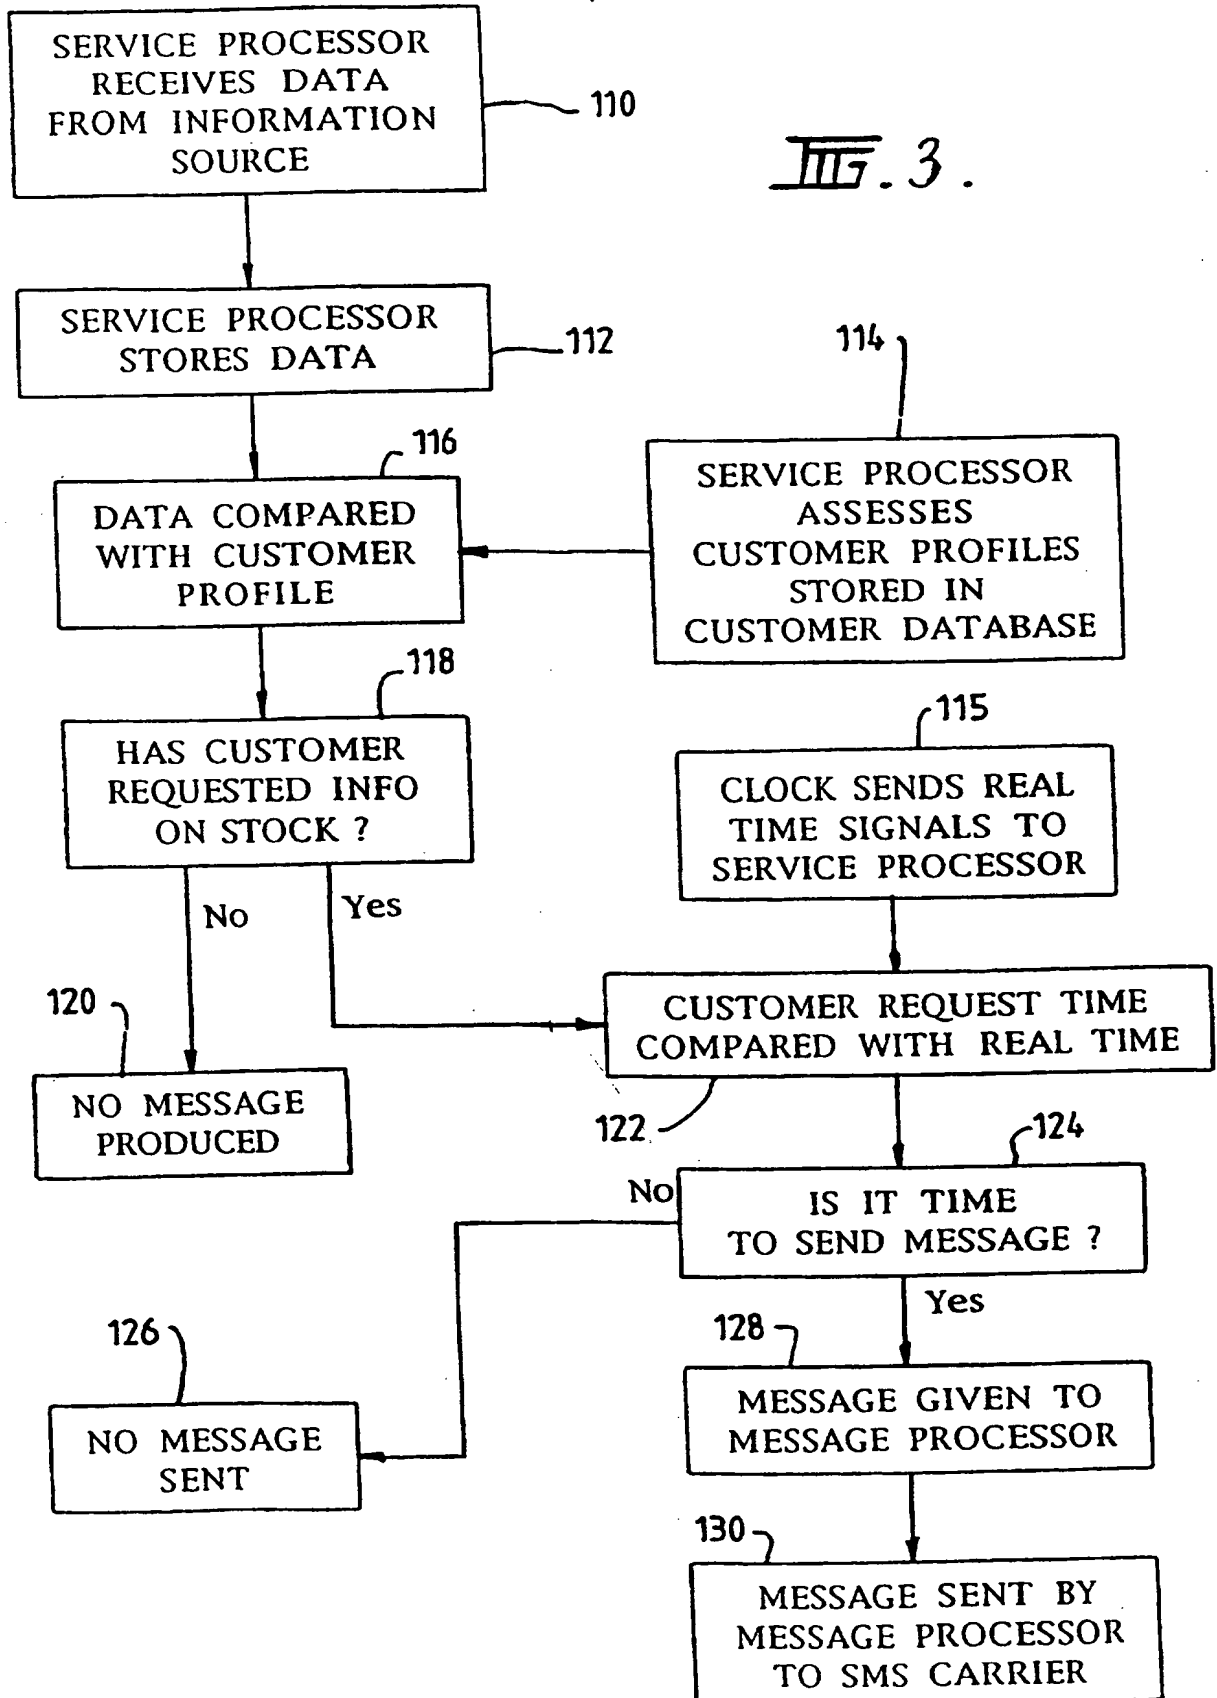 SERVICE PROCESSOR
RECEIVES DATA
FROM INFORMATION
SOURCE
110
FIG. 3.
SERVICE PROCESSOR
STORES DATA
112
114
116
DATA COMPARED
WITH CUSTOMER
PROFILE
SERVICE PROCESSOR
ASSESSES
CUSTOMER PROFILES
STORED IN
CUSTOMER DATABASE
118
HAS CUSTOMER
REQUESTED INFO
ON STOCK ?
115
CLOCK SENDS REAL
TIME SIGNALS TO
SERVICE PROCESSOR
No
Yes
120
NO MESSAGE
PRODUCED
CUSTOMER REQUEST TIME
COMPARED WITH REAL TIME
122
124
No
IS IT TIME
TO SEND MESSAGE ?
Yes
126
NO MESSAGE
SENT
128
MESSAGE GIVEN TO
MESSAGE PROCESSOR
130
MESSAGE SENT BY
MESSAGE PROCESSOR
TO SMS CARRIER